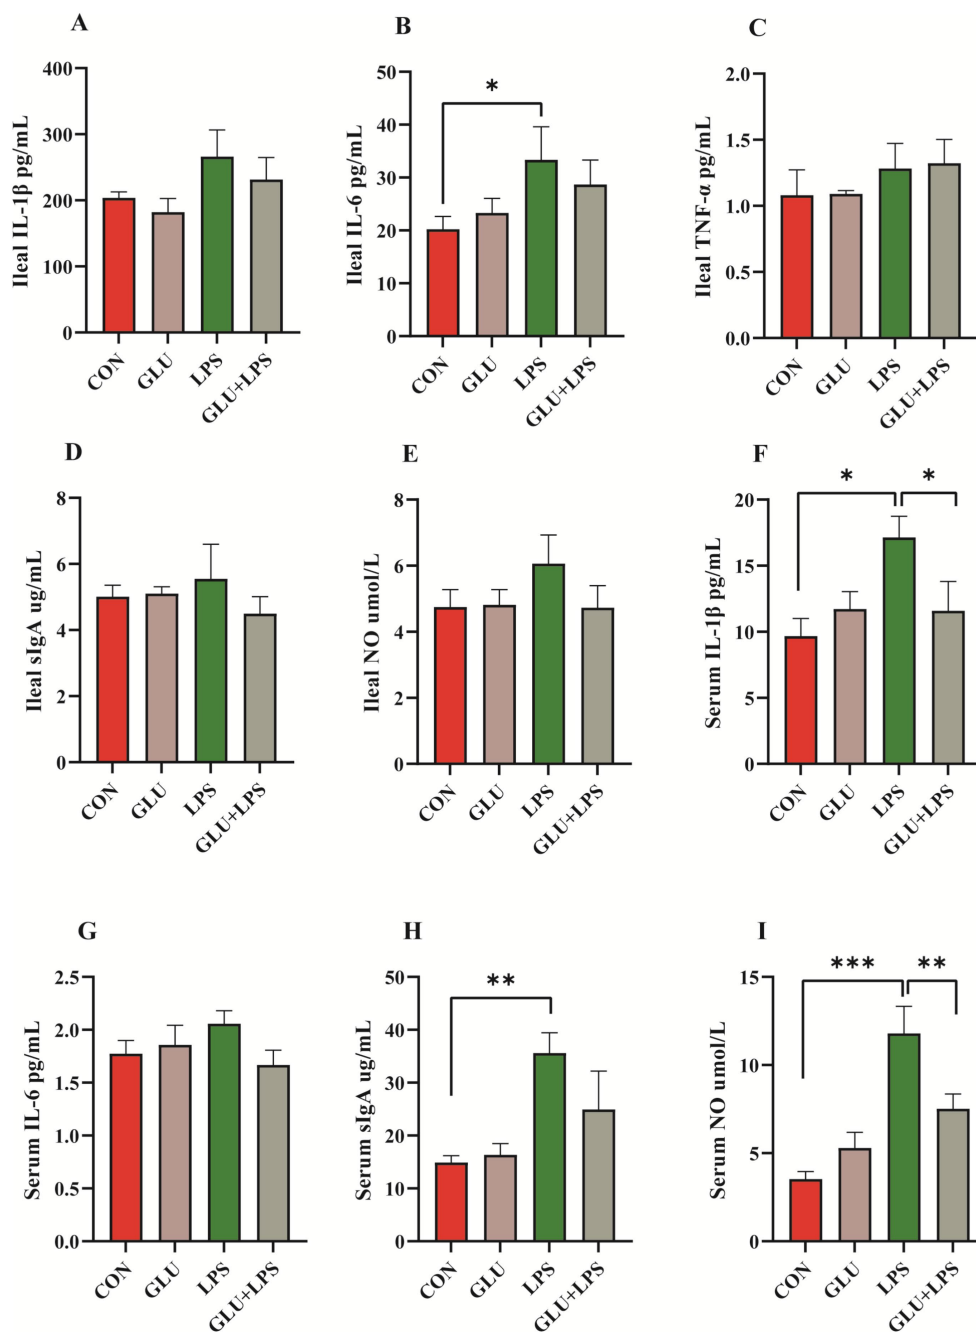 A
Ileal IL-1β pg/mL
400
300
200
100
0
CON
GLU
LPS
GLU+LPS
B
Ileal IL-6 pg/mL
50
40
30
20
10
0
*
CON
GLU
LPS
GLU+LPS
C
Ileal TNF-α pg/mL
2.0
1.5
1.0
0.5
0.0
CON
GLU
LPS
GLU+LPS
D
Ileal sIgA ug/mL
8
6
4
2
0
CON
GLU
LPS
GLU+LPS
E
Ileal NO umol/L
8
6
4
2
0
CON
GLU
LPS
GLU+LPS
F
Serum IL-1β pg/mL
20
15
10
5
0
* *
CON
GLU
LPS
GLU+LPS
G
Serum IL-6 pg/mL
2.5
2.0
1.5
1.0
0.5
0.0
CON
GLU
LPS
GLU+LPS
H
Serum sIgA ug/mL
50
40
30
20
10
0
**
CON
GLU
LPS
GLU+LPS
I
Serum NO umol/L
15
10
5
0
*** **
CON
GLU
LPS
GLU+LPS